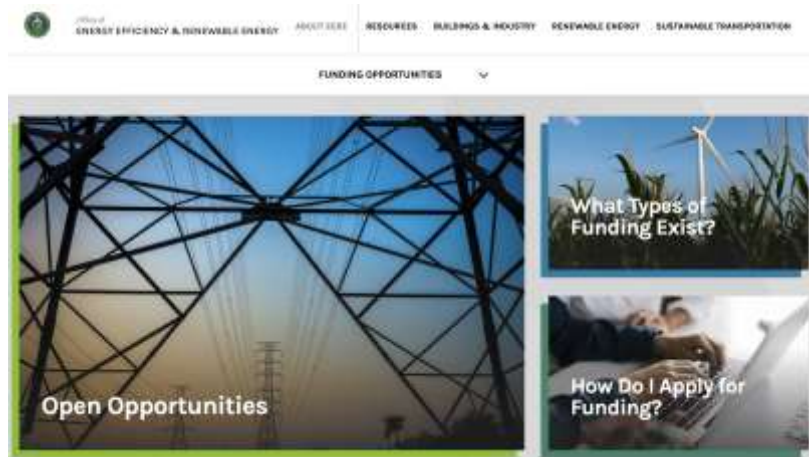 Office of
ENERGY EFFICIENCY & RENEWABLE ENERGY
ABOUT EERE
RESOURCES
BUILDINGS & INDUSTRY
RENEWABLE ENERGY
SUSTAINABLE TRANSPORTATION
FUNDING OPPORTUNITIES
What Types of
Funding Exist?
Open Opportunities
How Do I Apply for
Funding?